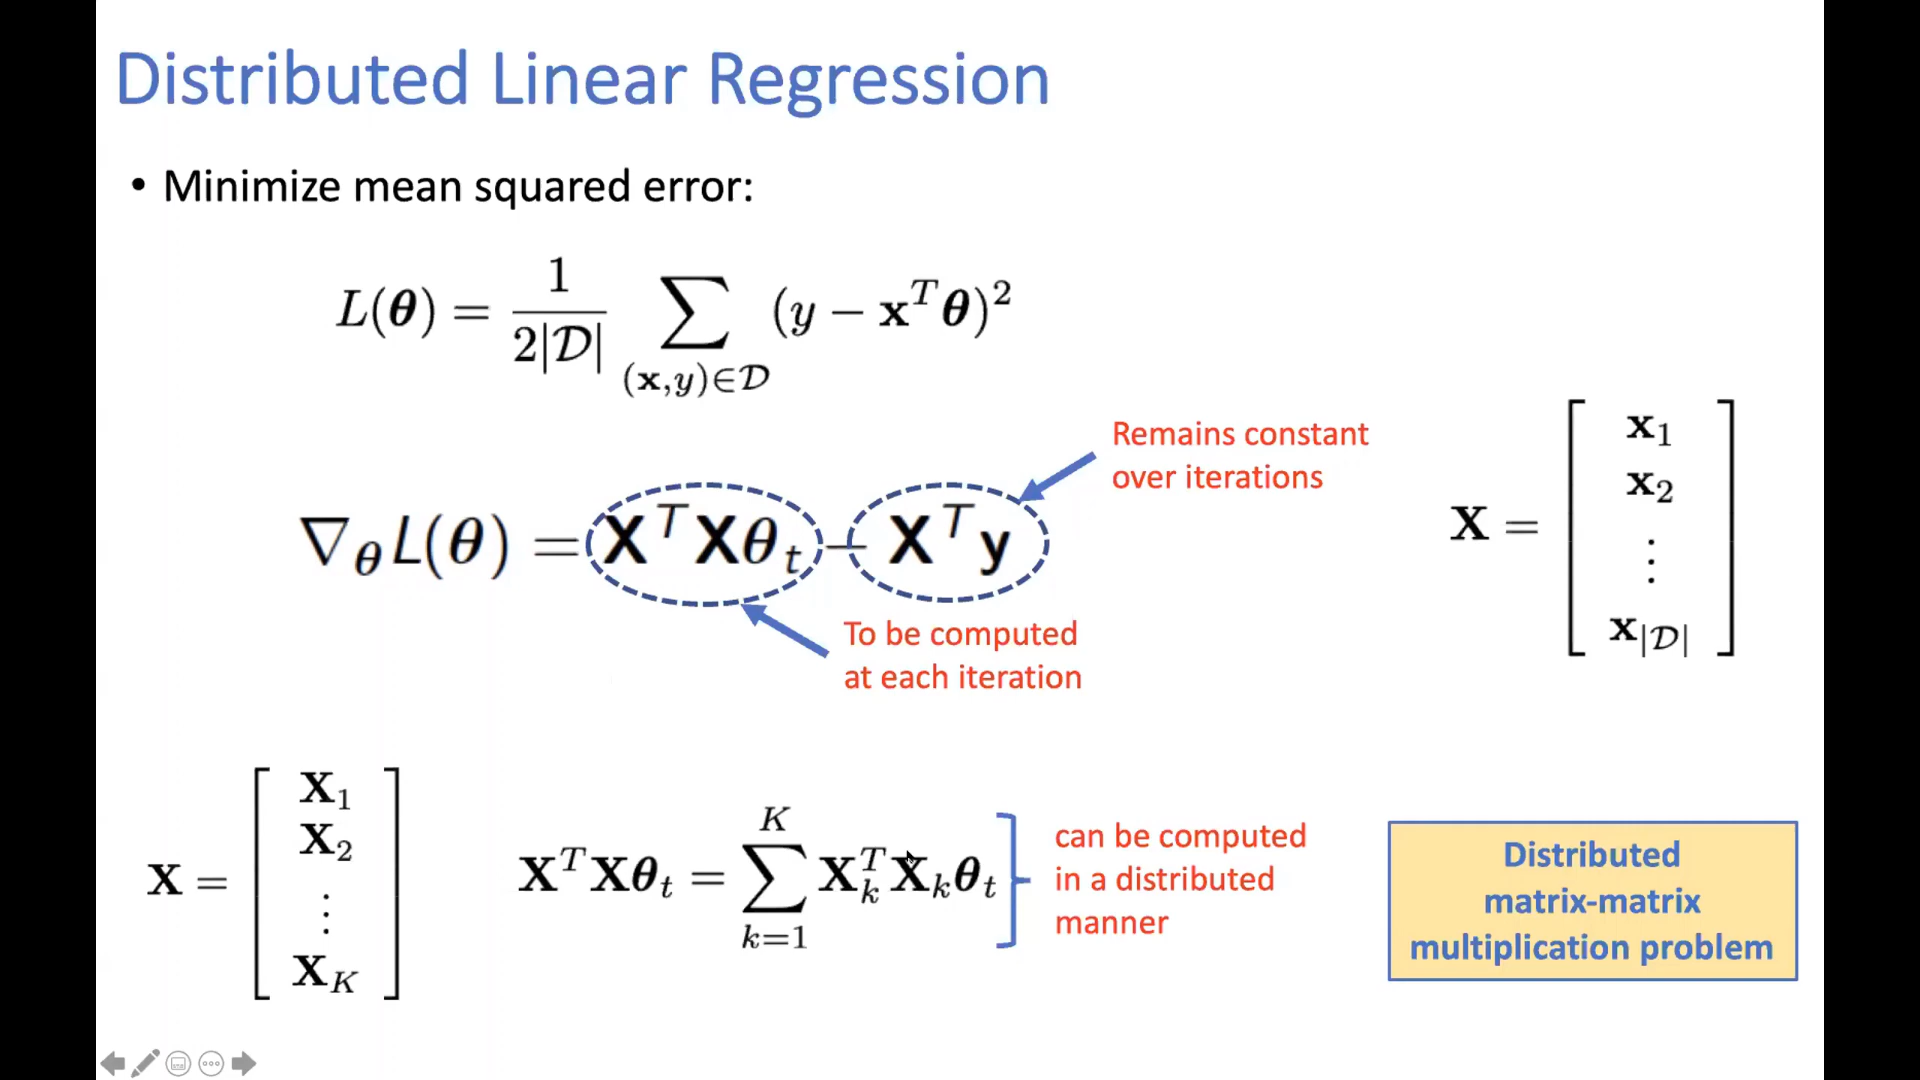 Distributed Linear Regression
• Minimize mean squared error:
L(θ) = 1/(2|𝒟|) ∑_{(x,y)∈𝒟} (y − x^T θ)^2
Remains constant
over iterations
∇_θ L(θ) = X^T Xθ_t − X^T y
X = [ x_1 x_2 ⋮ x_{|𝒟|} ]
To be computed
at each iteration
X = [ X_1 X_2 ⋮ X_K ]
X^T Xθ_t = ∑_{k=1}^{K} X_k^T X_k θ_t
can be computed
in a distributed
manner
Distributed
matrix-matrix
multiplication problem